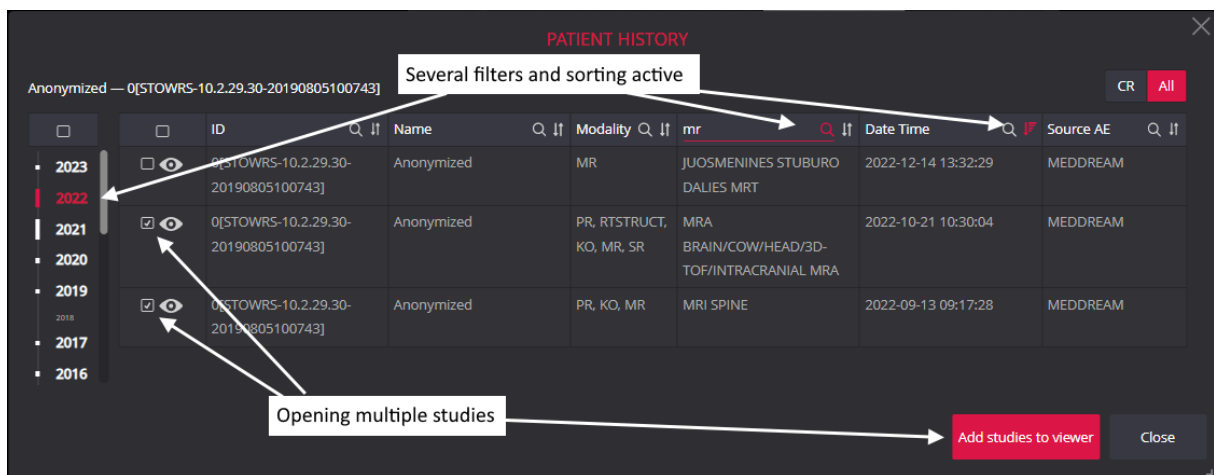 PATIENT HISTORY
Several filters and sorting active
Anonymized — 0[STOWRS-10.2.29.30-20190805100743]
CR All
ID Name Modality mr Date Time Source AE
2023
2022
2021
2020
2019
2018
2017
2016
0[STOWRS-10.2.29.30- Anonymized MR JUOSMENINES STUBURO 2022-12-14 13:32:29 MEDDREAM
20190805100743] DALIES MRT
0[STOWRS-10.2.29.30- Anonymized PR, RTSTRUCT, MRA 2022-10-21 10:30:04 MEDDREAM
20190805100743] KO, MR, SR BRAIN/COW/HEAD/3D-
TOF/INTRACRANIAL MRA
0[STOWRS-10.2.29.30- Anonymized PR, KO, MR MRI SPINE 2022-09-13 09:17:28 MEDDREAM
20190805100743]
Opening multiple studies
Add studies to viewer Close